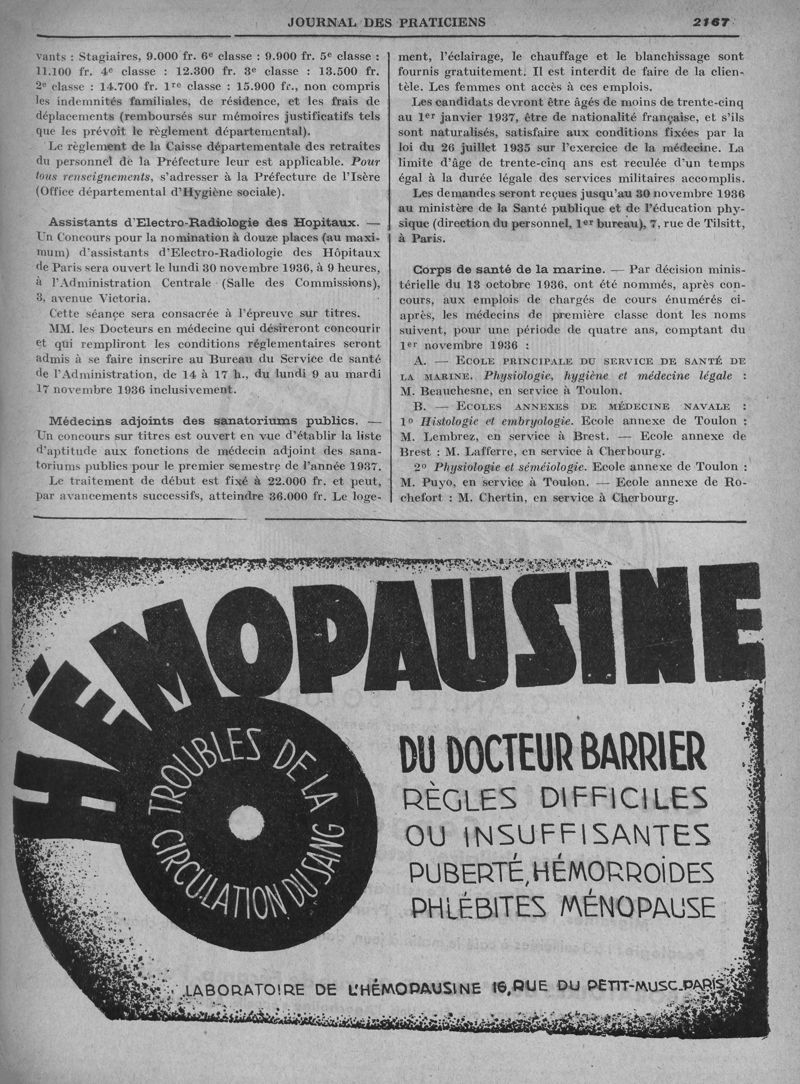 JOURNAL DES PRATICIENS 2167
vants : Stagiaires, 9.000 fr. 6e classe : 9.900 fr. 5e classe :
11.100 fr. 4e classe : 12.300 fr. 3e classe : 13.500 fr.
2e classe : 14.700 fr. 1re classe : 15.900 fr., non compris
les indemnités familiales, de résidence, et les frais de
déplacements (remboursés sur mémoires justificatifs tels
que les prévoit le règlement départemental).
Le règlement de la Caisse départementale des retraites
du personnel de la Préfecture leur est applicable. Pour
tous renseignements, s'adresser à la Préfecture de l'Isère
(Office départemental d'Hygiène sociale).
Assistants d'Electro-Radiologie des Hopitaux. —
Un Concours pour la nomination à douze places (au maxi-
mum) d'assistants d'Electro-Radiologie des Hôpitaux
de Paris sera ouvert le lundi 30 novembre 1936, à 9 heures,
à l'Administration Centrale (Salle des Commissions),
3, avenue Victoria.
Cette séance sera consacrée à l'épreuve sur titres.
MM. les Docteurs en médecine qui désireront concourir
et qui rempliront les conditions réglementaires seront
admis à se faire inscrire au Bureau du Service de santé
de l'Administration, de 14 à 17 h., du lundi 9 au mardi
17 novembre 1936 inclusivement.
Médecins adjoints des sanatoriums publics. —
Un concours sur titres est ouvert en vue d'établir la liste
d'aptitude aux fonctions de médecin adjoint des sana-
toriums publics pour le premier semestre de l'année 1937.
Le traitement de début est fixé à 22.000 fr. et peut,
par avancements successifs, atteindre 36.000 fr. Le loge-
ment, l'éclairage, le chauffage et le blanchissage sont
fournis gratuitement. Il est interdit de faire de la clien-
tèle. Les femmes ont accès à ces emplois.
Les candidats devront être âgés de moins de trente-cinq
au 1er janvier 1937, être de nationalité française, et s'ils
sont naturalisés, satisfaire aux conditions fixées par la
loi du 26 juillet 1935 sur l'exercice de la médecine. La
limite d'âge de trente-cinq ans est reculée d'un temps
égal à la durée légale des services militaires accomplis.
Les demandes seront reçues jusqu'au 30 novembre 1936
au ministère de la Santé publique et de l'éducation phy-
sique (direction du personnel, 1er bureau), 7, rue de Tilsitt,
à Paris.
Corps de santé de la marine. — Par décision minis-
térielle du 13 octobre 1936, ont été nommés, après con-
cours, aux emplois de chargés de cours énumérés ci-
après, les médecins de première classe dont les noms
suivent, pour une période de quatre ans, comptant du
1er novembre 1936 :
A. — ECOLE PRINCIPALE DU SERVICE DE SANTÉ DE
LA MARINE. Physiologie, hygiène et médecine légale :
M. Beauchesne, en service à Toulon.
B. — ECOLES ANNEXES DE MÉDECINE NAVALE :
1º Histologie et embryologie. Ecole annexe de Toulon :
M. Lembrez, en service à Brest. — Ecole annexe de
Brest : M. Lafferre, en service à Cherbourg.
2º Physiologie et séméiologie. Ecole annexe de Toulon :
M. Puyo, en service à Toulon. — Ecole annexe de Ro-
chefort : M. Chertin, en service à Cherbourg.
HÉMOPAUSINE
TROUBLES DE LA
CIRCULATION DU SANG
DU DOCTEUR BARRIER
RÈGLES DIFFICILES
OU INSUFFISANTES
PUBERTÉ, HÉMORROÏDES
PHLÉBITES MÉNOPAUSE
LABORATOIRE DE L'HÉMOPAUSINE 16, RUE DU PETIT-MUSC-PARIS